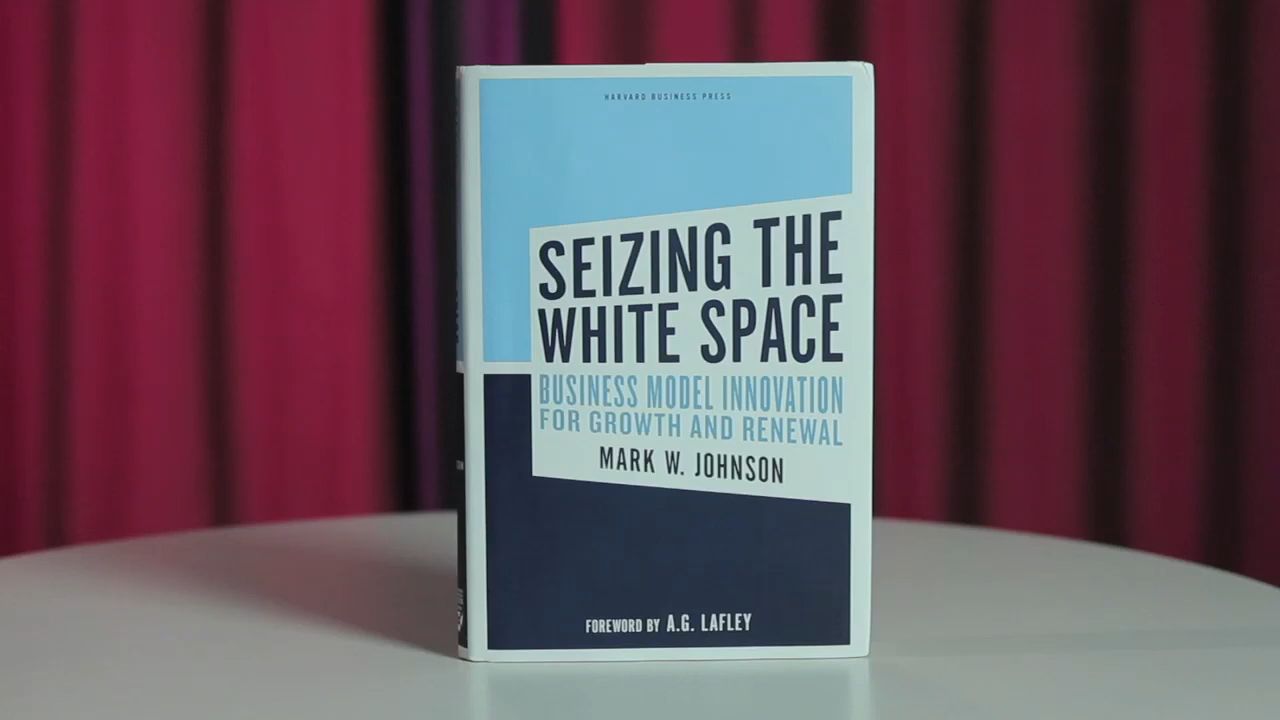 HARVARD BUSINESS PRESS
SEIZING THE
WHITE SPACE
BUSINESS MODEL INNOVATION
FOR GROWTH AND RENEWAL
MARK W. JOHNSON
FOREWORD BY A.G. LAFLEY